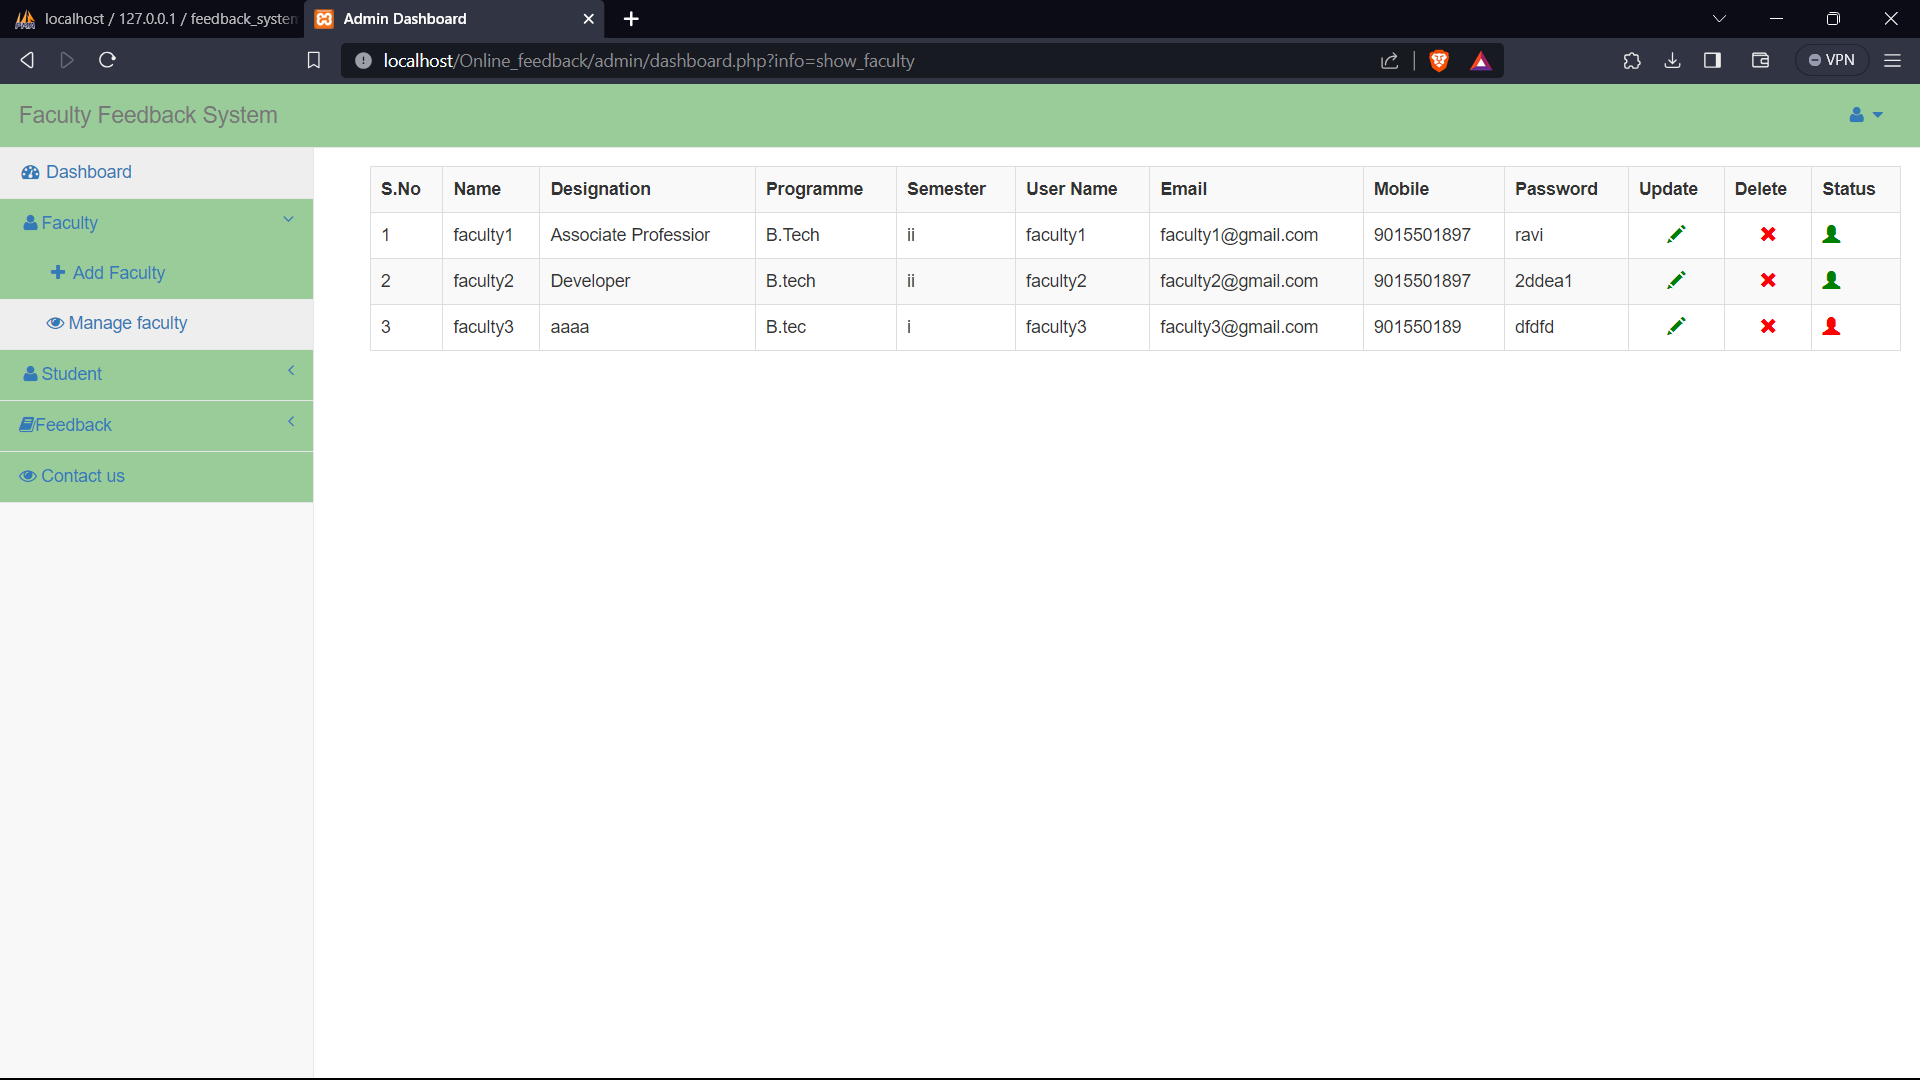 localhost / 127.0.0.1 / feedback_system
Admin Dashboard
localhost/Online_feedback/admin/dashboard.php?info=show_faculty
VPN
Faculty Feedback System
Dashboard
Faculty
Add Faculty
Manage faculty
Student
Feedback
Contact us
S.No Name Designation Programme Semester User Name Email Mobile Password Update Delete Status
1 faculty1 Associate Professior B.Tech ii faculty1 faculty1@gmail.com 9015501897 ravi
2 faculty2 Developer B.tech ii faculty2 faculty2@gmail.com 9015501897 2ddea1
3 faculty3 aaaa B.tec i faculty3 faculty3@gmail.com 901550189 dfdfd